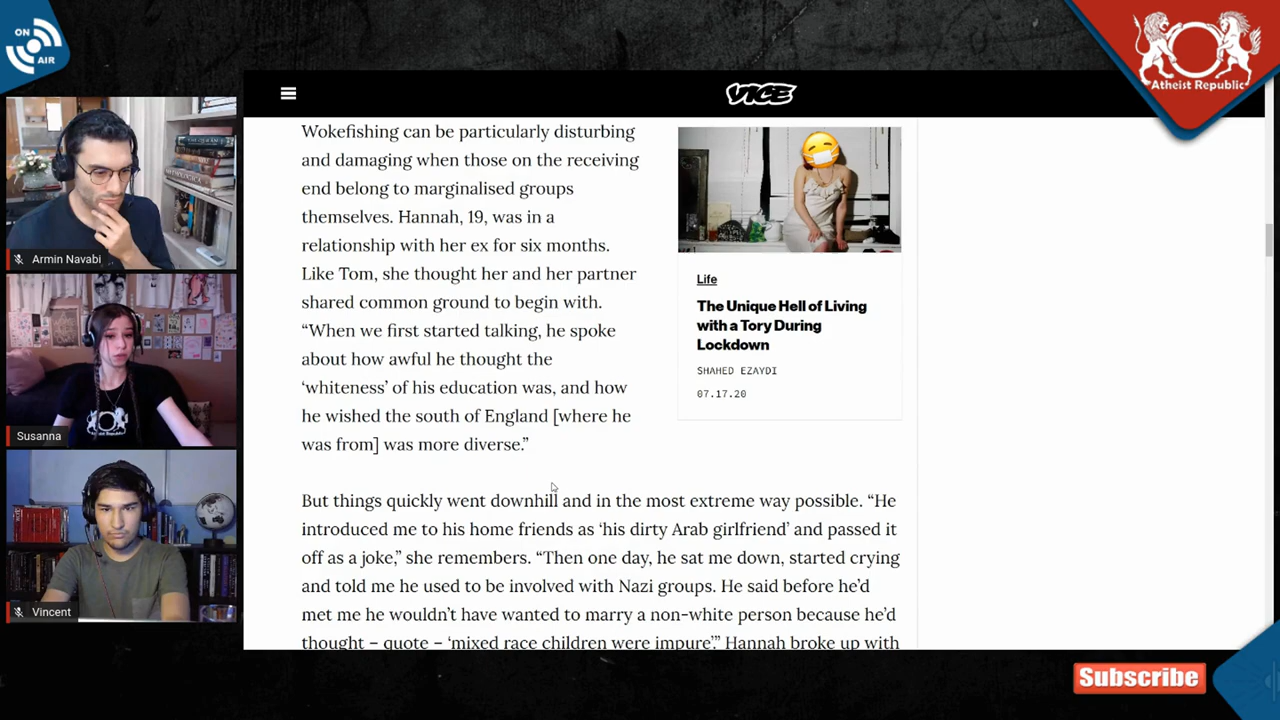 ON
AIR
VICE
Atheist Republic
Wokefishing can be particularly disturbing
and damaging when those on the receiving
end belong to marginalised groups
themselves. Hannah, 19, was in a
relationship with her ex for six months.
Like Tom, she thought her and her partner
shared common ground to begin with.
“When we first started talking, he spoke
about how awful he thought the
‘whiteness’ of his education was, and how
he wished the south of England [where he
was from] was more diverse.”
Life
The Unique Hell of Living
with a Tory During
Lockdown
SHAHED EZAYDI
07.17.20
But things quickly went downhill and in the most extreme way possible. “He
introduced me to his home friends as ‘his dirty Arab girlfriend’ and passed it
off as a joke,” she remembers. “Then one day, he sat me down, started crying
and told me he used to be involved with Nazi groups. He said before he’d
met me he wouldn’t have wanted to marry a non-white person because he’d
thought – quote – ‘mixed race children were impure’.” Hannah broke up with
Armin Navabi
Susanna
Vincent
Subscribe